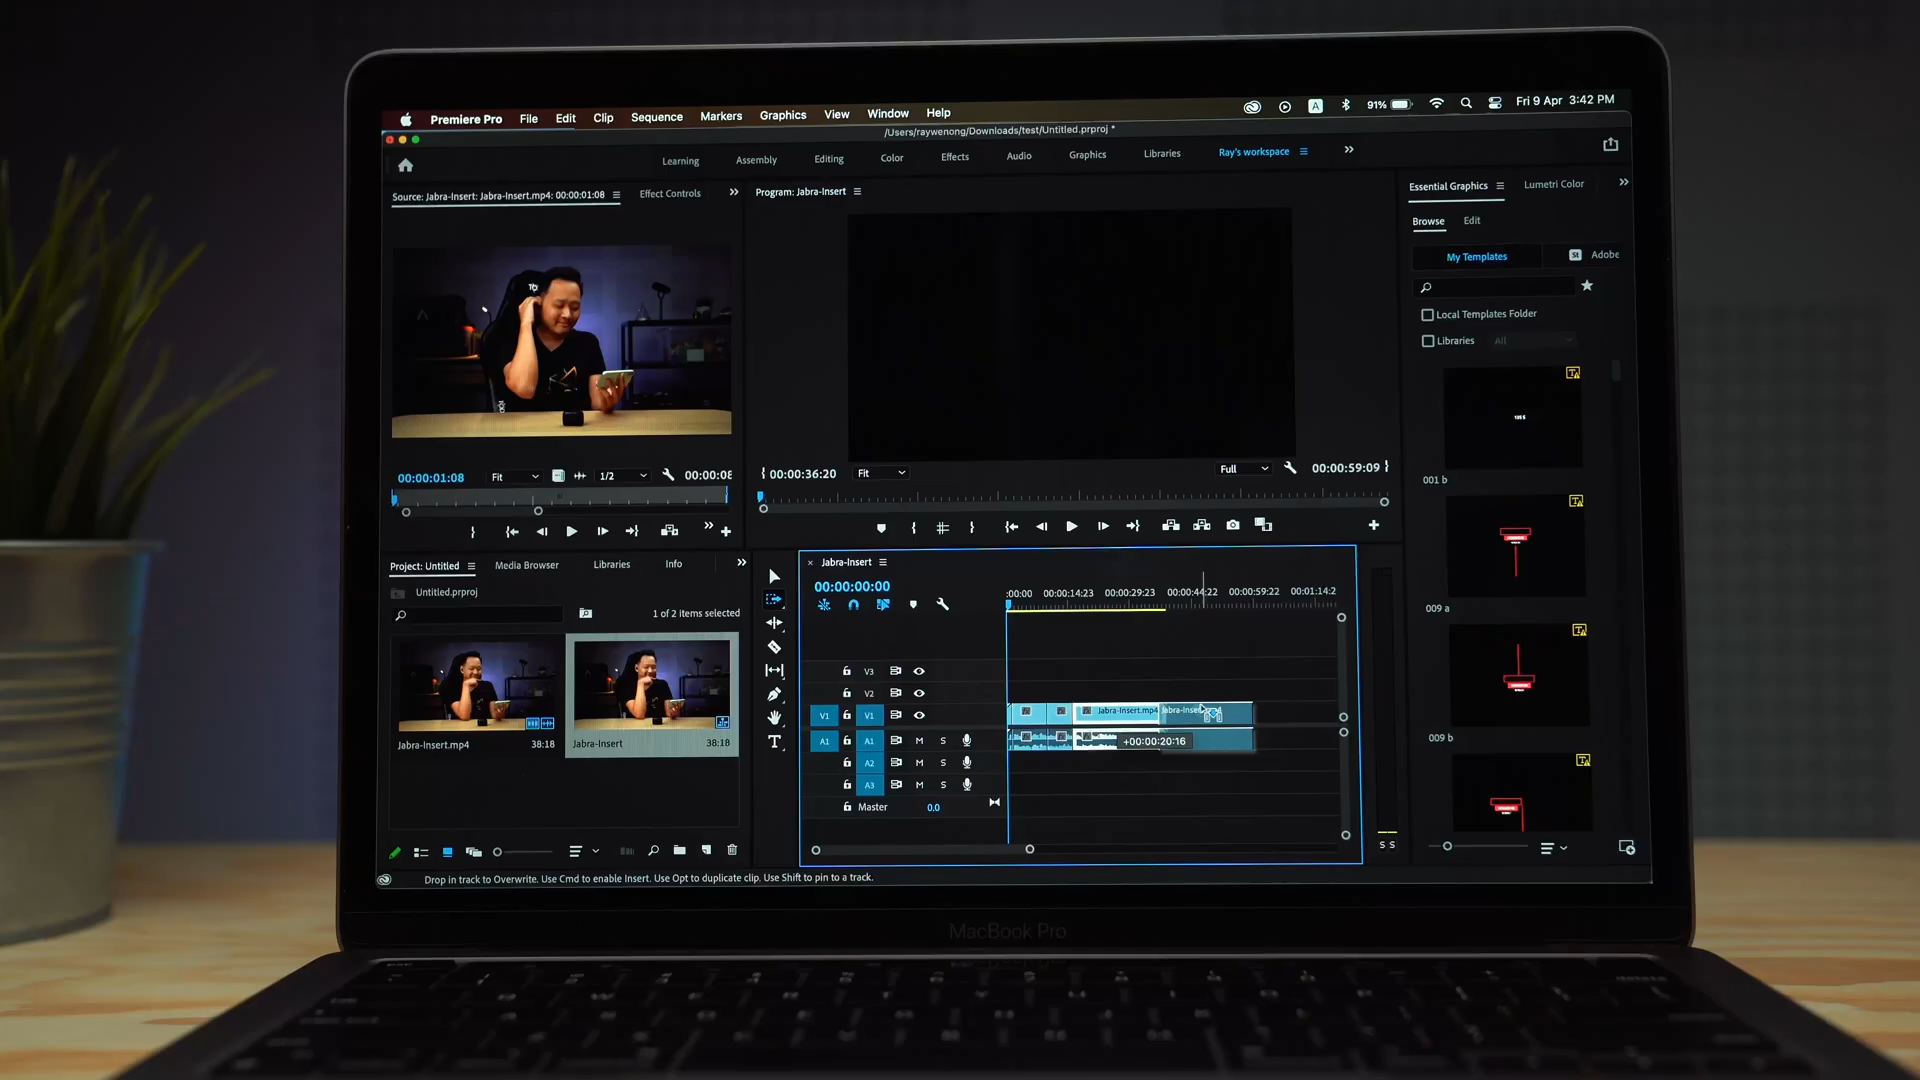 Premiere Pro File Edit Clip Sequence Markers Graphics View Window Help
A 91% Fri 9 Apr 3:42 PM
/Users/raywenong/Downloads/test/Untitled.prproj *
Learning Assembly Editing Color Effects Audio Graphics Libraries Ray's workspace
Source: Jabra-Insert: Jabra-Insert.mp4: 00:00:01:08 Effect Controls
Program: Jabra-Insert
Essential Graphics Lumetri Color
Browse Edit
My Templates St Adobe
Local Templates Folder
Libraries All
001 b
009 a
009 b
00:00:01:08 Fit 1/2 00:00:08
00:00:36:20 Fit Full 00:00:59:09
Project: Untitled Media Browser Libraries Info
Untitled.prproj
1 of 2 items selected
Jabra-Insert.mp4 38:18
Jabra-Insert 38:18
Jabra-Insert
00:00:00:00
:00:00 00:00:14:23 00:00:29:23 00:00:44:22 00:00:59:22 00:01:14:2
V3
V2
V1 V1 Jabra-Insert.mp4
A1 A1 M S +00:00:20:16
A2 M S
A3 M S
Master 0.0
S S
Drop in track to Overwrite. Use Cmd to enable Insert. Use Opt to duplicate clip. Use Shift to pin to a track.
MacBook Pro